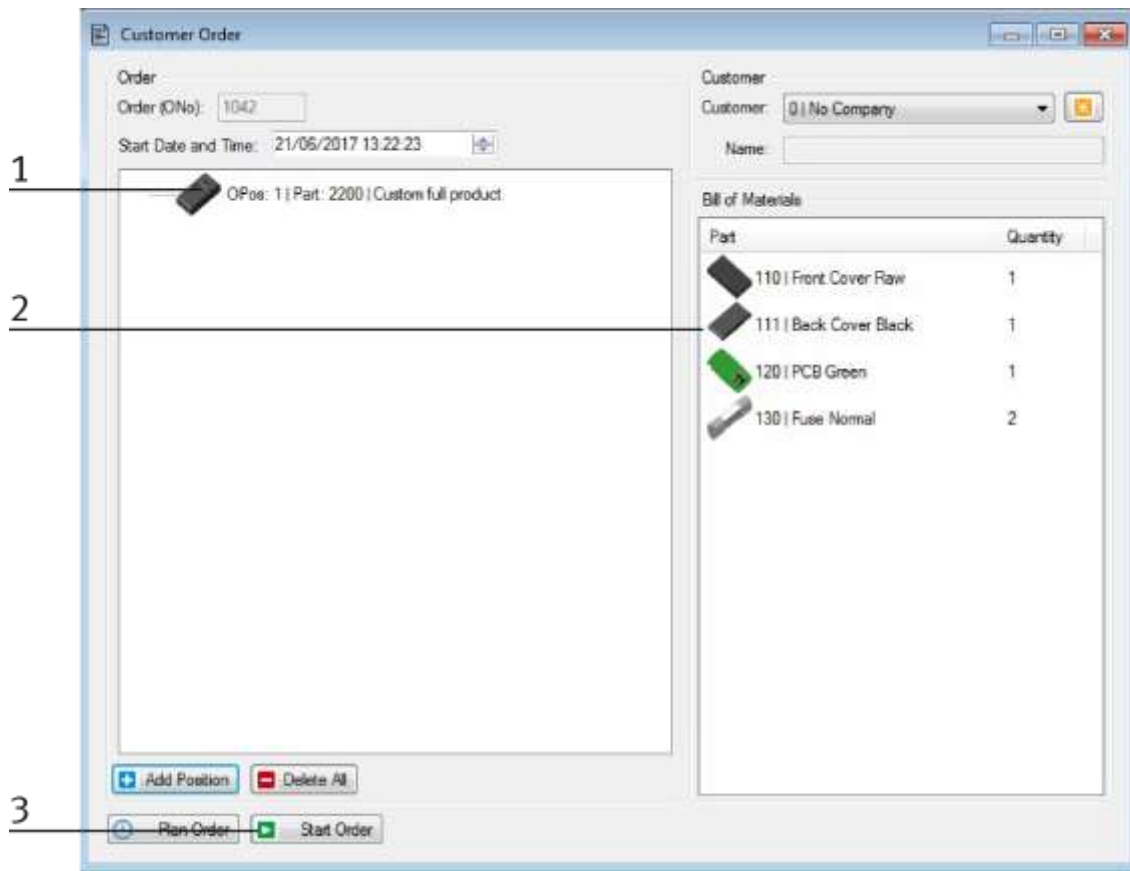 Customer Order
Order
Order (ONo): 1042
Start Date and Time: 21/06/2017 13:22:23
1
OPos: 1 | Part: 2200 | Custom full product
Customer
Customer: 0 | No Company
Name:
Bill of Materials
Part Quantity
110 | Front Cover Raw 1
2
111 | Back Cover Black 1
120 | PCB Green 1
130 | Fuse Normal 2
Add Position Delete All
3
Plan Order Start Order